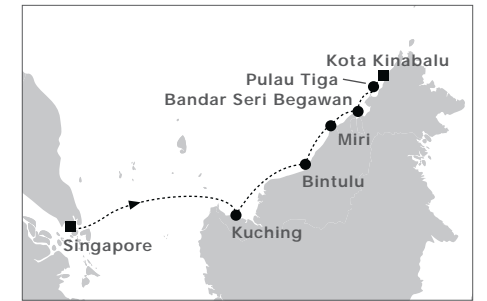 Kota Kinabalu
Pulau Tiga
Bandar Seri Begawan
Miri
Bintulu
Kuching
Singapore